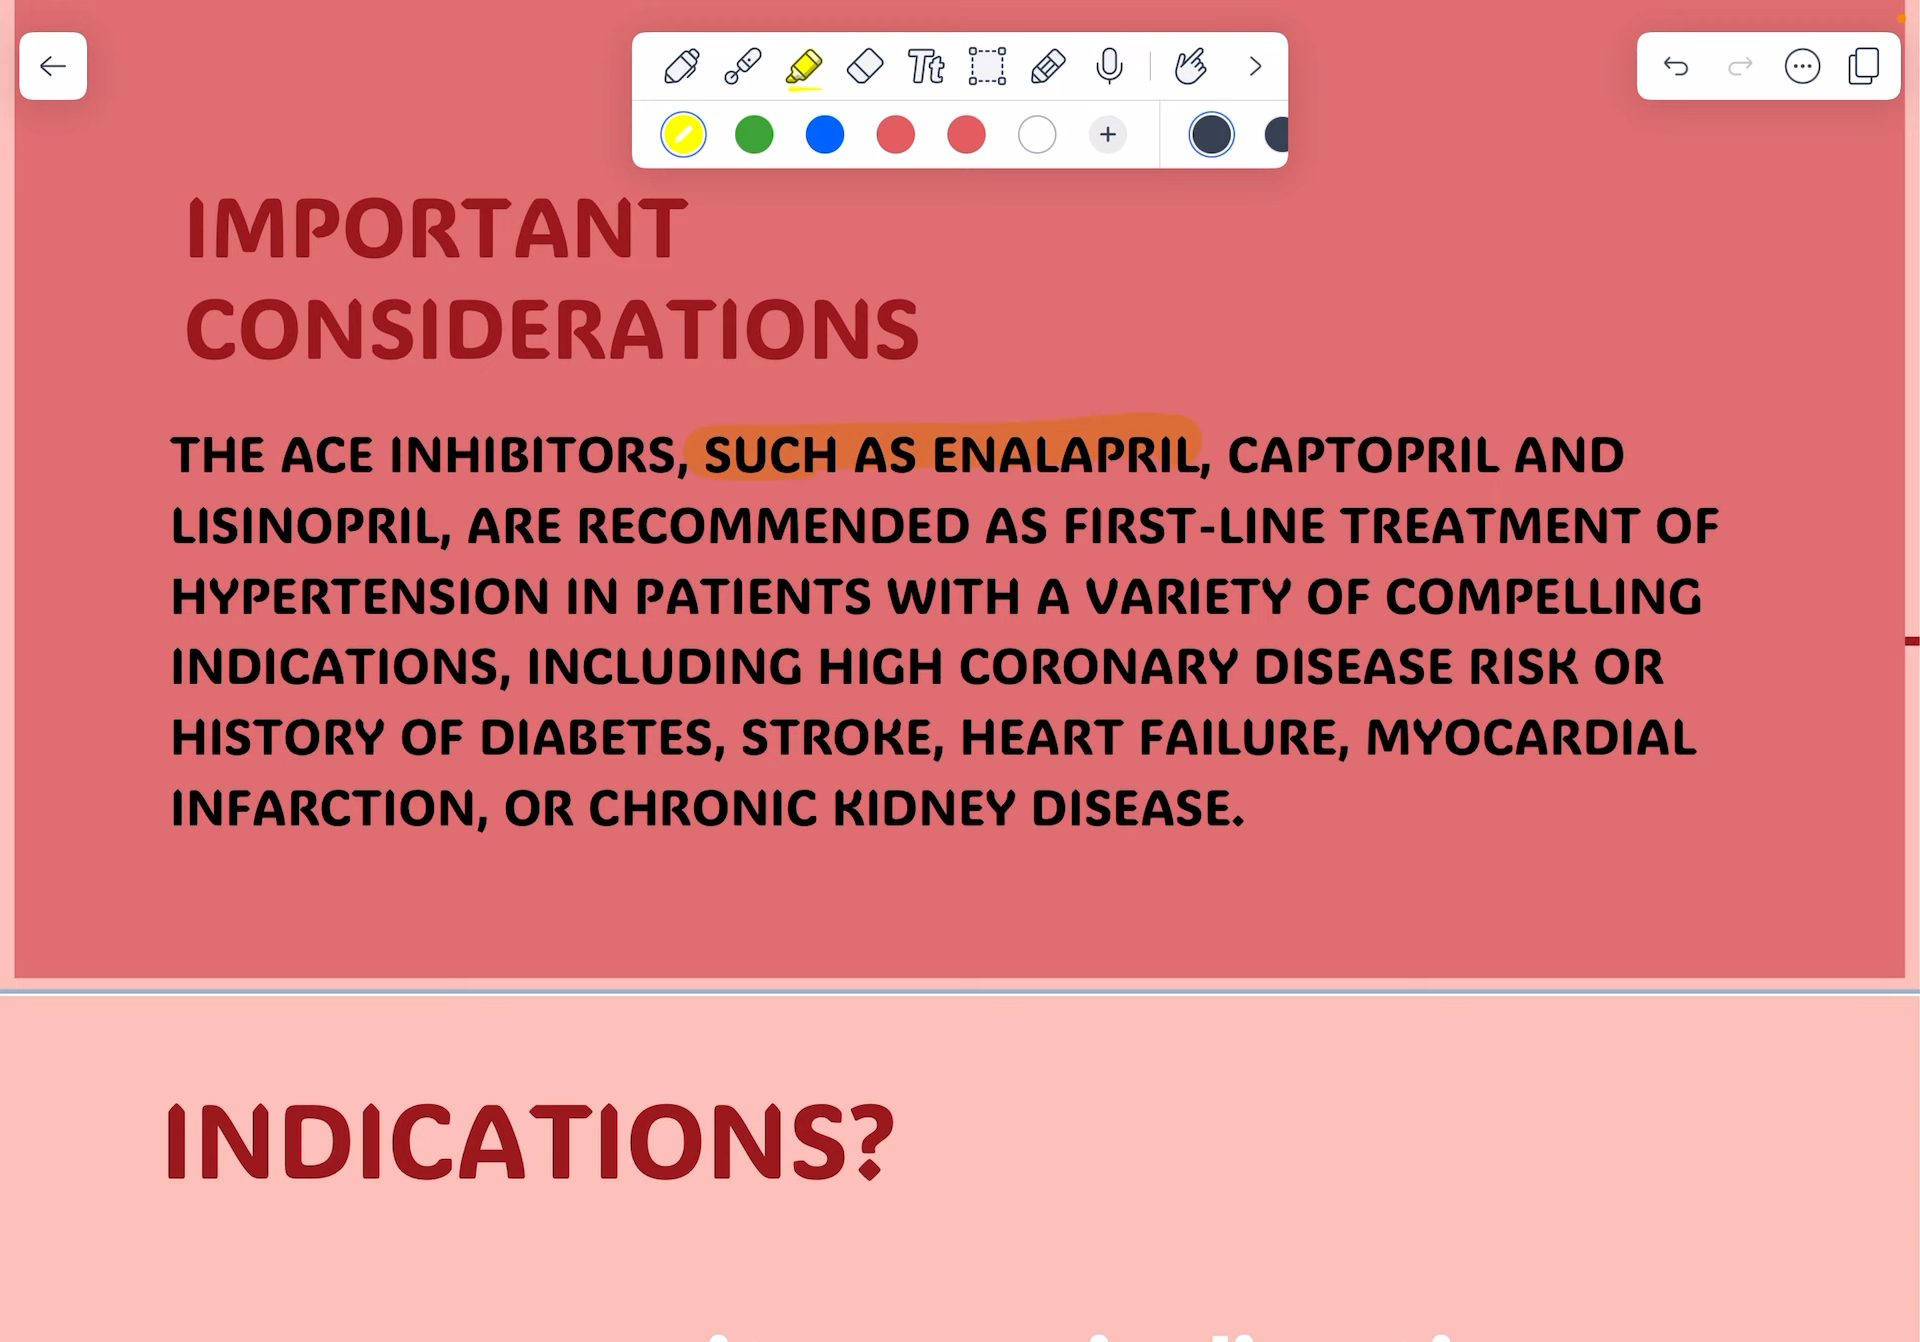 Tt
IMPORTANT
CONSIDERATIONS
THE ACE INHIBITORS, SUCH AS ENALAPRIL, CAPTOPRIL AND
LISINOPRIL, ARE RECOMMENDED AS FIRST-LINE TREATMENT OF
HYPERTENSION IN PATIENTS WITH A VARIETY OF COMPELLING
INDICATIONS, INCLUDING HIGH CORONARY DISEASE RISK OR
HISTORY OF DIABETES, STROKE, HEART FAILURE, MYOCARDIAL
INFARCTION, OR CHRONIC KIDNEY DISEASE.
INDICATIONS?